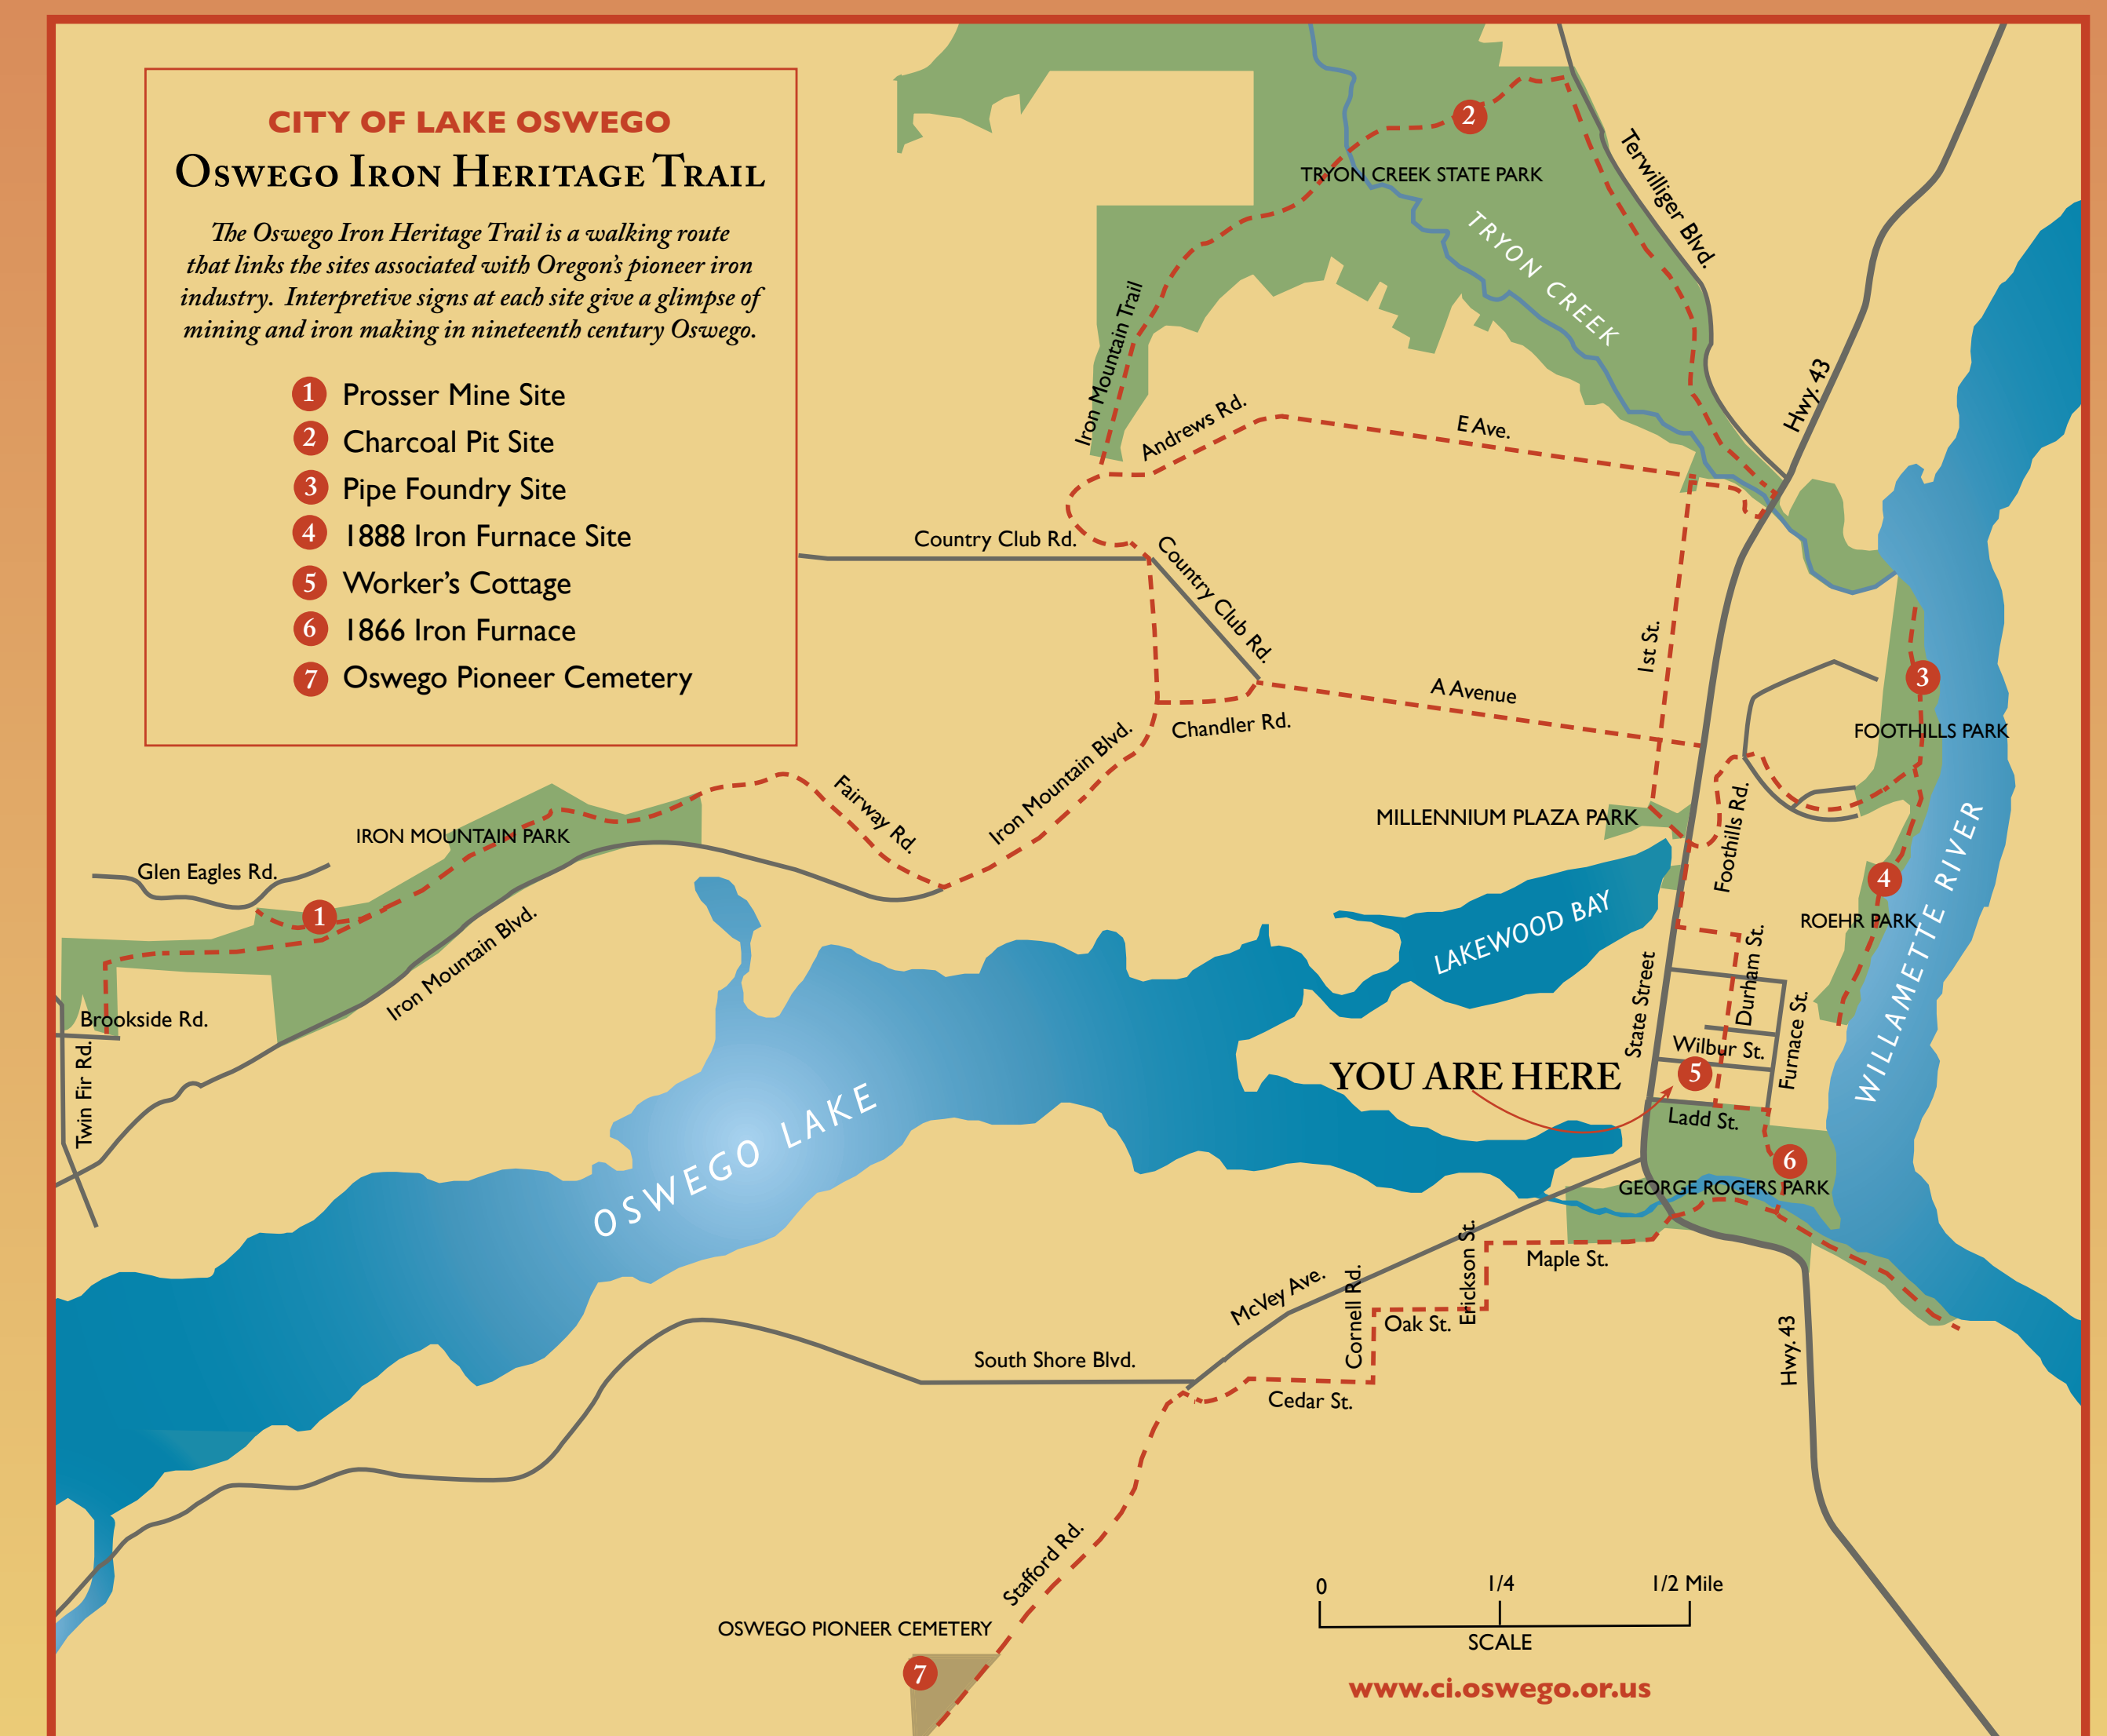 CITY OF LAKE OSWEGO
OSWEGO IRON HERITAGE TRAIL
The Oswego Iron Heritage Trail is a walking route
that links the sites associated with Oregon's pioneer iron
industry. Interpretive signs at each site give a glimpse of
mining and iron making in nineteenth century Oswego.
1 Prosser Mine Site
2 Charcoal Pit Site
3 Pipe Foundry Site
4 1888 Iron Furnace Site
5 Worker's Cottage
6 1866 Iron Furnace
7 Oswego Pioneer Cemetery
2
TRYON CREEK STATE PARK
TRYON CREEK
Terwilliger Blvd.
Hwy. 43
Iron Mountain Trail
Andrews Rd.
E Ave.
Country Club Rd.
Country Club Rd.
1st St.
3
A Avenue
Chandler Rd.
FOOTHILLS PARK
Iron Mountain Blvd.
Fairway Rd.
MILLENNIUM PLAZA PARK
Foothills Rd.
IRON MOUNTAIN PARK
Glen Eagles Rd.
1
4
ROEHR PARK
WILLAMETTE RIVER
LAKEWOOD BAY
Iron Mountain Blvd.
State Street
Durham St.
Brookside Rd.
Furnace St.
Wilbur St.
Twin Fir Rd.
YOU ARE HERE
5
Ladd St.
OSWEGO LAKE
6
GEORGE ROGERS PARK
Maple St.
Erickson St.
McVey Ave.
Cornell Rd.
Oak St.
Hwy. 43
South Shore Blvd.
Cedar St.
Stafford Rd.
0 1/4 1/2 Mile
SCALE
OSWEGO PIONEER CEMETERY
7
www.ci.oswego.or.us